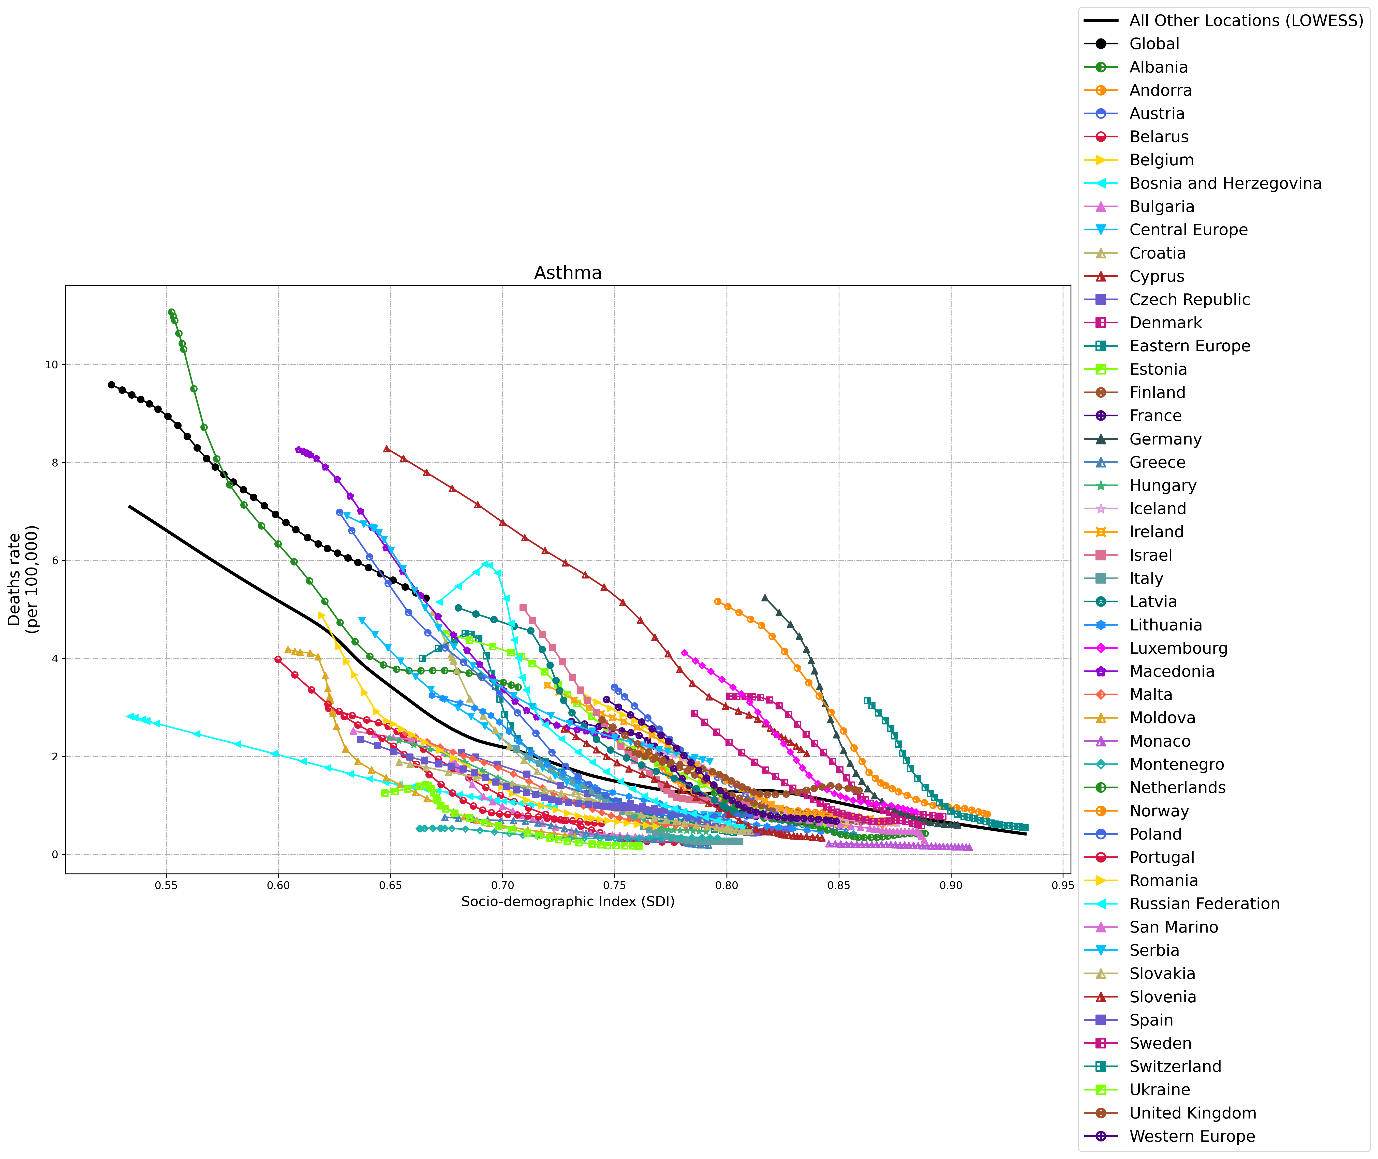 All Other Locations (LOWESS)
Global
Albania
Andorra
Austria
Belarus
Belgium
Bosnia and Herzegovina
Bulgaria
Central Europe
Croatia
Cyprus
Czech Republic
Denmark
Eastern Europe
Estonia
Finland
France
Germany
Greece
Hungary
Iceland
Ireland
Israel
Italy
Latvia
Lithuania
Luxembourg
Macedonia
Malta
Moldova
Monaco
Montenegro
Netherlands
Norway
Poland
Portugal
Romania
Russian Federation
San Marino
Serbia
Slovakia
Slovenia
Spain
Sweden
Switzerland
Ukraine
United Kingdom
Western Europe
Asthma
Deaths rate
(per 100,000)
10
8
6
4
2
0
0.55 0.60 0.65 0.70 0.75 0.80 0.85 0.90 0.95
Socio-demographic Index (SDI)